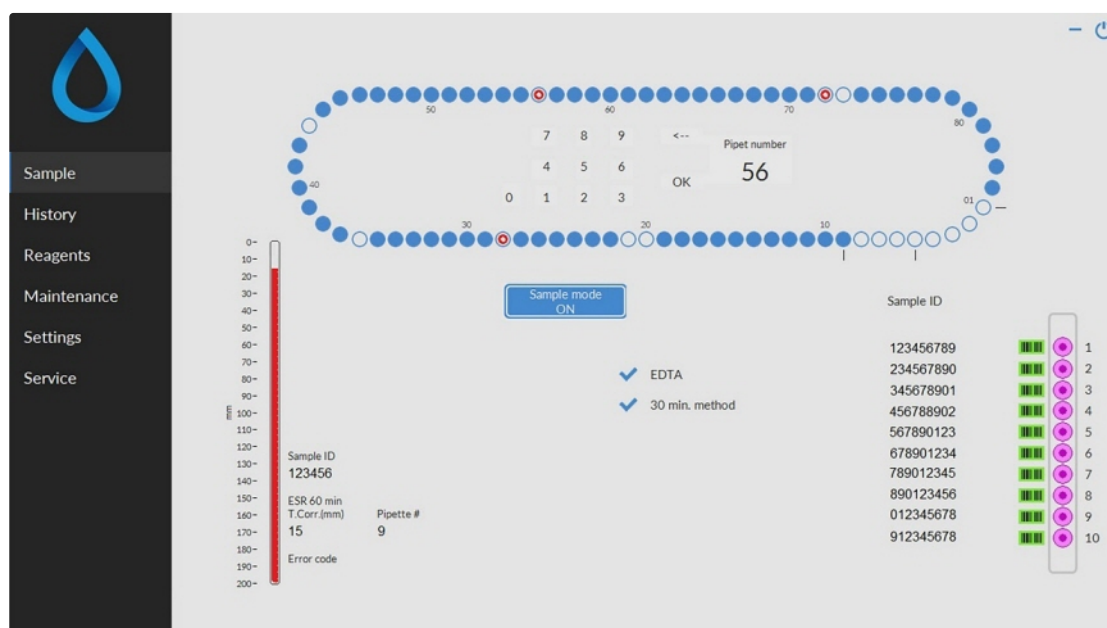 Sample
History
Reagents
Maintenance
Settings
Service
50
60
70
80
40
30
20
10
01
7 8 9 <--
4 5 6
0 1 2 3
OK
Pipet number
56
0-
10-
20-
30-
40-
50-
60-
70-
80-
90-
100-
110-
120-
130-
140-
150-
160-
170-
180-
190-
200-
mm
Sample mode
ON
EDTA
30 min. method
Sample ID
123456
ESR 60 min
T.Corr.(mm) Pipette #
15 9
Error code
Sample ID
123456789 1
234567890 2
345678901 3
456788902 4
567890123 5
678901234 6
789012345 7
890123456 8
012345678 9
912345678 10